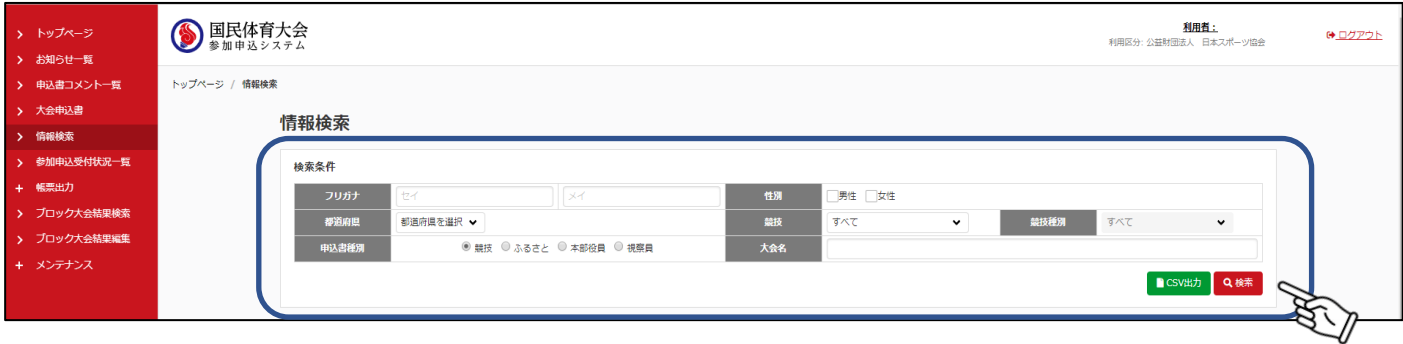 トップページ
お知らせ一覧
申込書コメント一覧
大会申込書
情報検索
参加申込受付状況一覧
帳票出力
ブロック大会結果検索
ブロック大会結果編集
メンテナンス
国民体育大会
参加申込システム
利用者：
利用区分: 公益財団法人 日本スポーツ協会
ログアウト
トップページ / 情報検索
情報検索
検索条件
フリガナ セイ メイ 性別 男性 女性
都道府県 都道府県を選択 競技 すべて 競技種別 すべて
申込書種別 競技 ふるさと 本部役員 視察員 大会名
CSV出力 検索